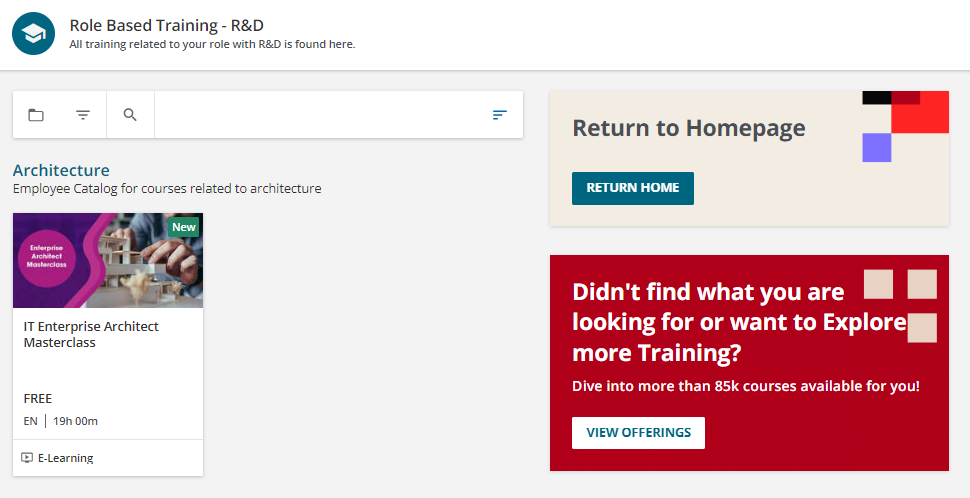 Role Based Training - R&D
All training related to your role with R&D is found here.
Architecture
Employee Catalog for courses related to architecture
New
Enterprise
Architect
Masterclass
IT Enterprise Architect
Masterclass
FREE
EN | 19h 00m
E-Learning
Return to Homepage
RETURN HOME
Didn't find what you are
looking for or want to Explore
more Training?
Dive into more than 85k courses available for you!
VIEW OFFERINGS